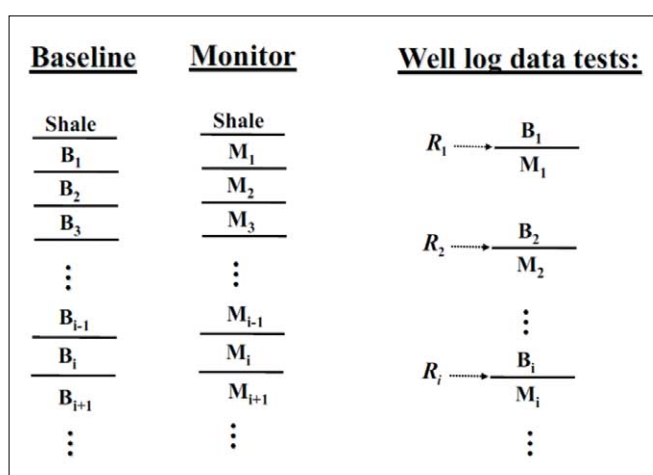 Baseline Monitor Well log data tests:
Shale Shale
B₁ M₁ R₁ B₁
M₁
B₂ M₂
B₃ M₃ R₂ B₂
M₂
⋮ ⋮
⋮
Bᵢ₋₁ Mᵢ₋₁
Bᵢ Mᵢ Rᵢ Bᵢ
Mᵢ
Bᵢ₊₁ Mᵢ₊₁
⋮ ⋮ ⋮